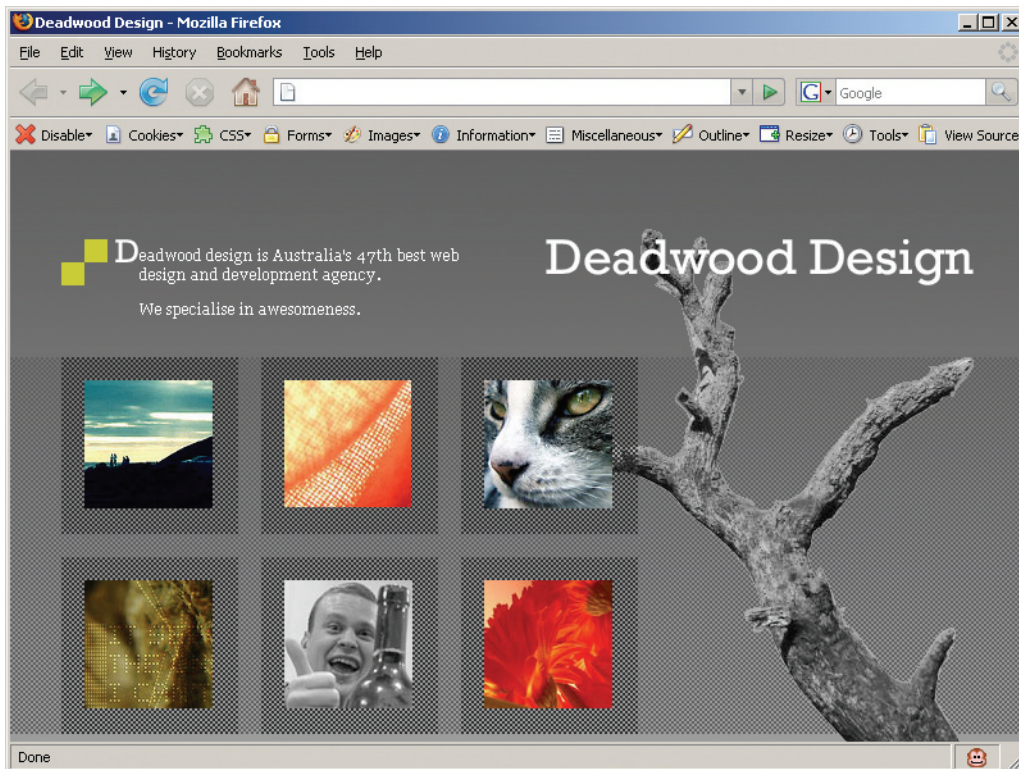 Deadwood Design - Mozilla Firefox
File Edit View History Bookmarks Tools Help
G Google
Disable Cookies CSS Forms Images Information Miscellaneous Outline Resize Tools View Source
Deadwood design is Australia's 47th best web
design and development agency.
We specialise in awesomeness.
Deadwood Design
Done